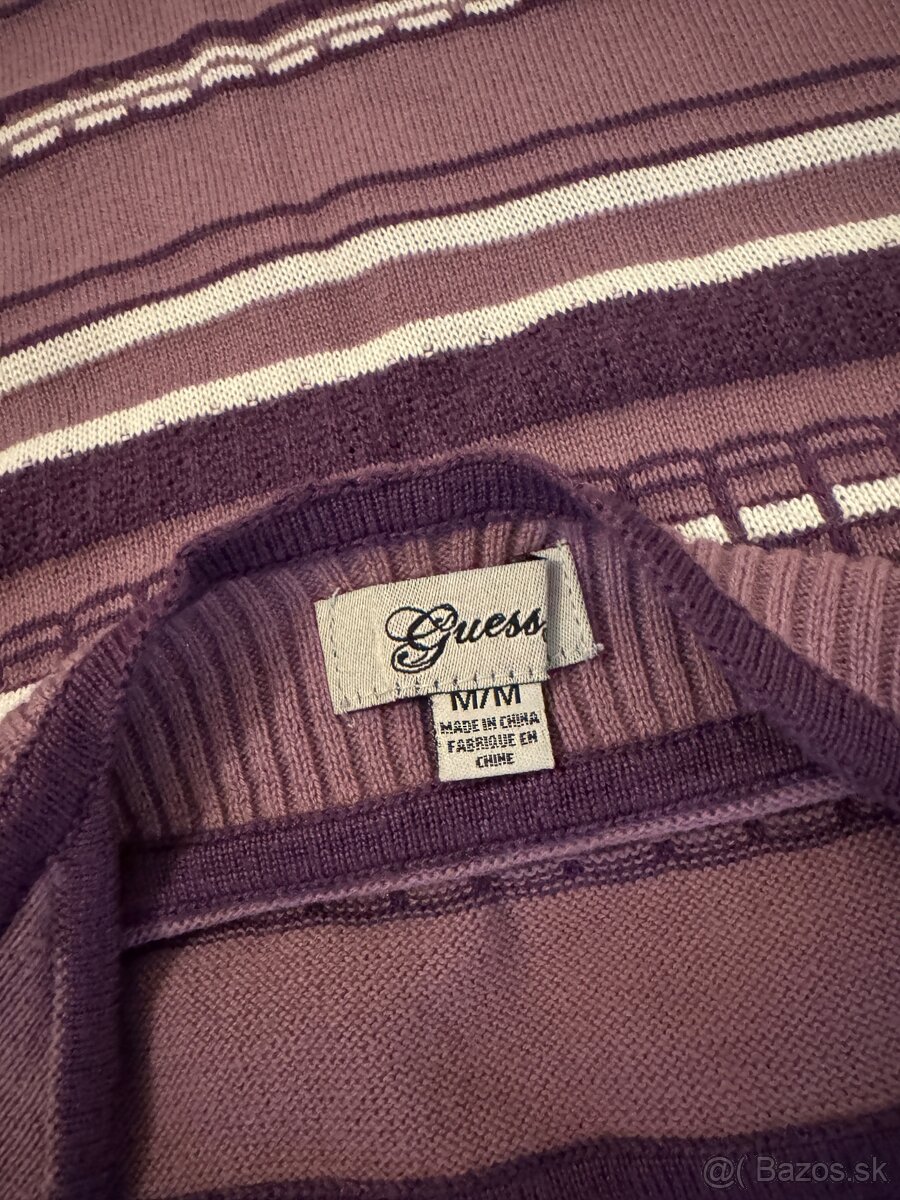 Guess
M/M
MADE IN CHINA
FABRIQUE EN
CHINE
@( Bazos.sk